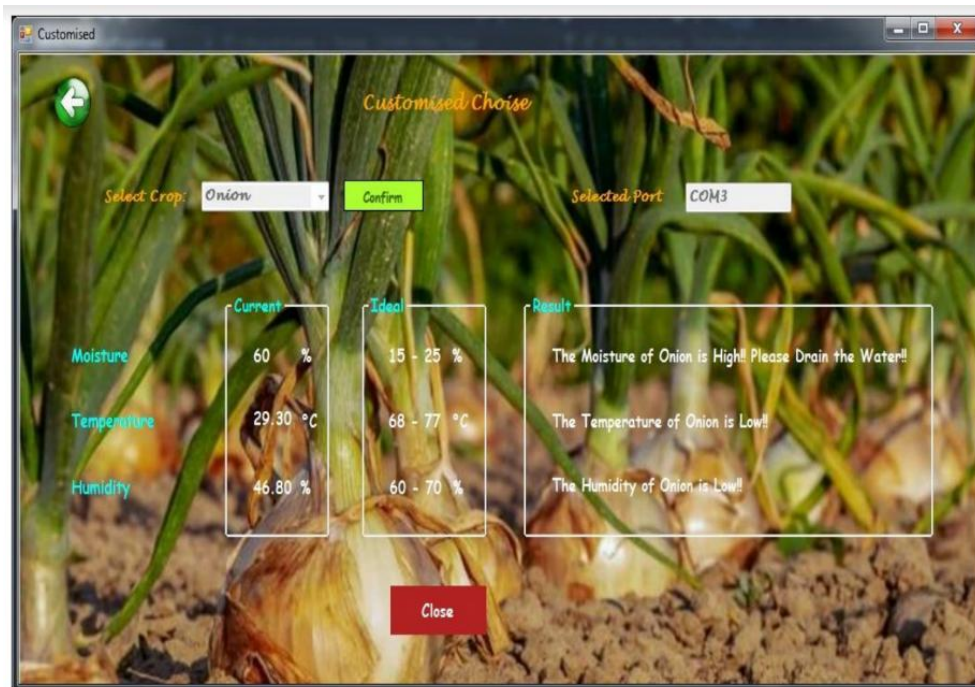 Customised
Customised Choise
Select Crop: Onion Confirm Selected Port COM3
Current Ideal Result
Moisture 60 % 15 - 25 % The Moisture of Onion is High!! Please Drain the Water!!
Temperature 29.30 °C 68 - 77 °C The Temperature of Onion is Low!!
Humidity 46.80 % 60 - 70 % The Humidity of Onion is Low!!
Close